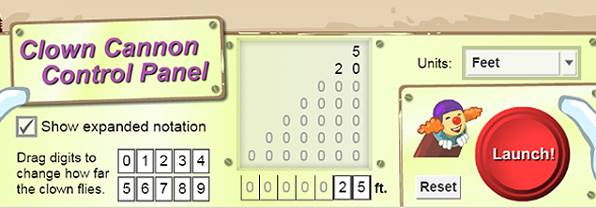 Clown Cannon
Control Panel
Show expanded notation
Drag digits to
change how far
the clown flies.
0 1 2 3 4
5 6 7 8 9
5
2 0
0 0 0
0 0 0 0
0 0 0 0 0
0 0 0 0 0 0
0 0 0 0 0 0 0
0 0 0 0 0 2 5 ft.
Units: Feet
Launch!
Reset